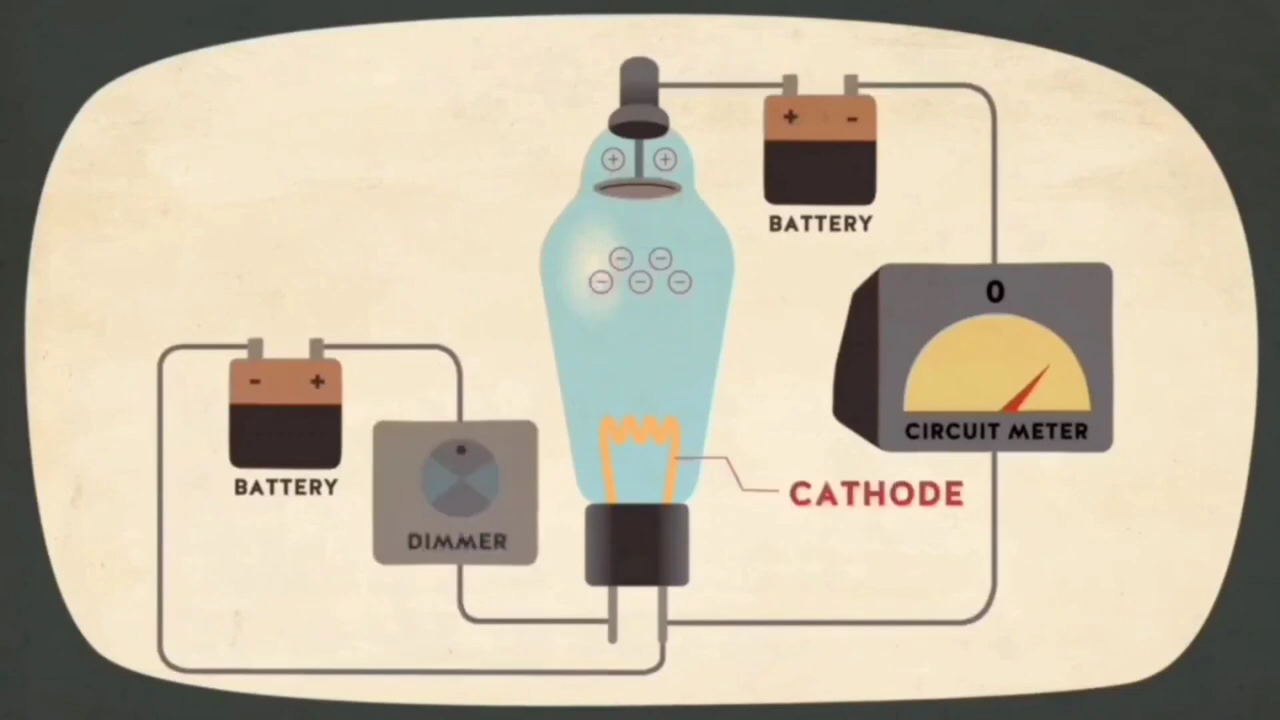 + -
BATTERY
0
CIRCUIT METER
- +
BATTERY
DIMMER
CATHODE